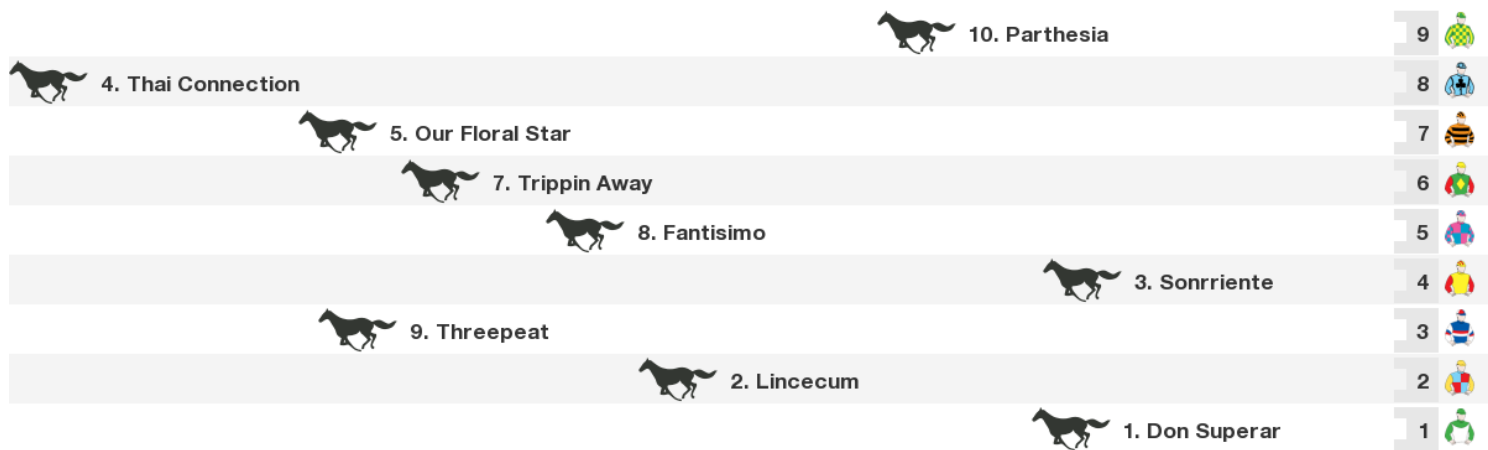 10. Parthesia 9
4. Thai Connection 8
5. Our Floral Star 7
7. Trippin Away 6
8. Fantisimo 5
3. Sonrriente 4
9. Threepeat 3
2. Lincecum 2
1. Don Superar 1